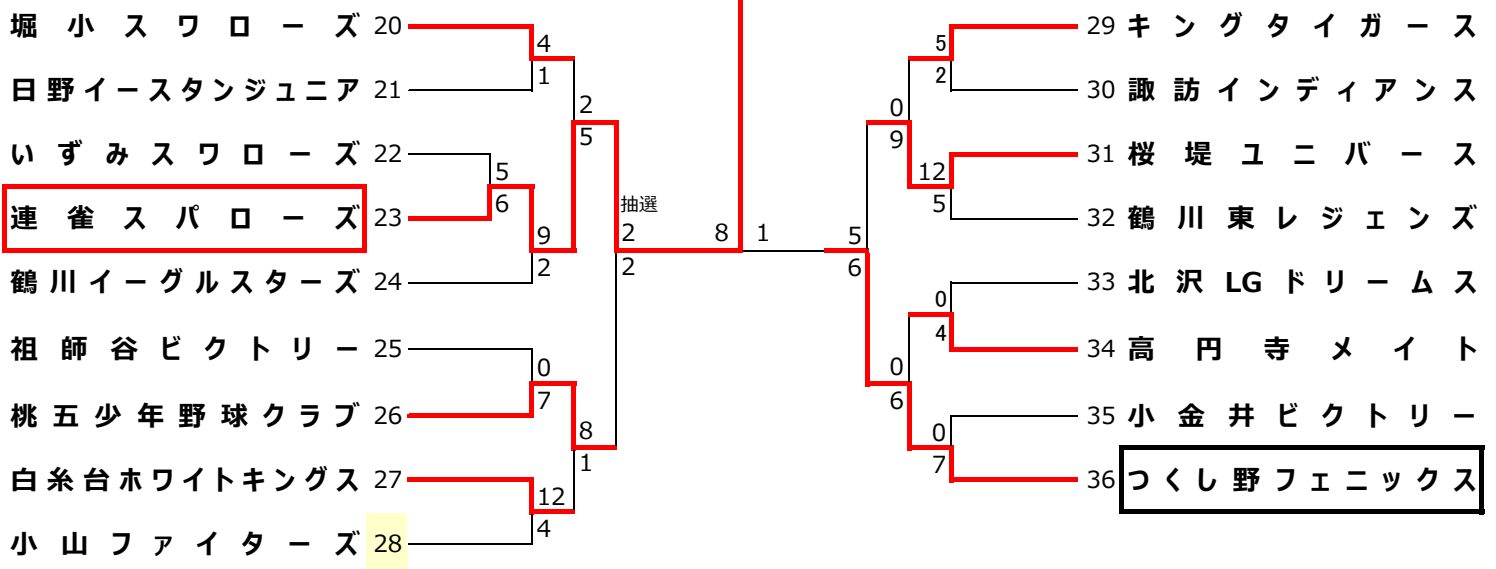 堀小スワローズ 20
4
1
日野イースタンジュニア 21
2
5
いずみスワローズ 22
5
6
連雀スパローズ 23
9
2
鶴川イーグルスターズ 24
抽選
2
2
祖師谷ビクトリー 25
0
7
桃五少年野球クラブ 26
8
1
白糸台ホワイトキングス 27
12
4
小山ファイターズ 28
8 1
29 キングタイガース
5
2
30 諏訪インディアンス
0
9
31 桜堤ユニバース
12
5
32 鶴川東レジェンズ
5
6
33 北沢LGドリームス
0
4
34 高円寺メイト
0
6
35 小金井ビクトリー
0
7
36 つくし野フェニックス